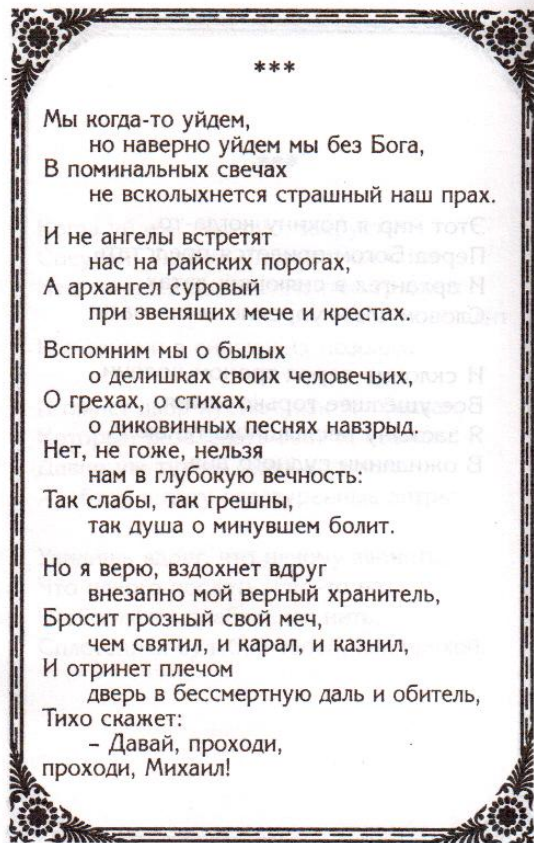 ***
Мы когда-то уйдем,
но наверно уйдем мы без Бога,
В поминальных свечах
не всколыхнется страшный наш прах.
И не ангелы встретят
нас на райских порогах,
А архангел суровый
при звенящих мече и крестах.
Вспомним мы о былых
о делишках своих человечьих,
О грехах, о стихах,
о диковинных песнях навзрыд.
Нет, не гоже, нельзя
нам в глубокую вечность:
Так слабы, так грешны,
так душа о минувшем болит.
Но я верю, вздохнет вдруг
внезапно мой верный хранитель,
Бросит грозный свой меч,
чем святил, и карал, и казнил,
И отринет плечом
дверь в бессмертную даль и обитель,
Тихо скажет:
– Давай, проходи,
проходи, Михаил!